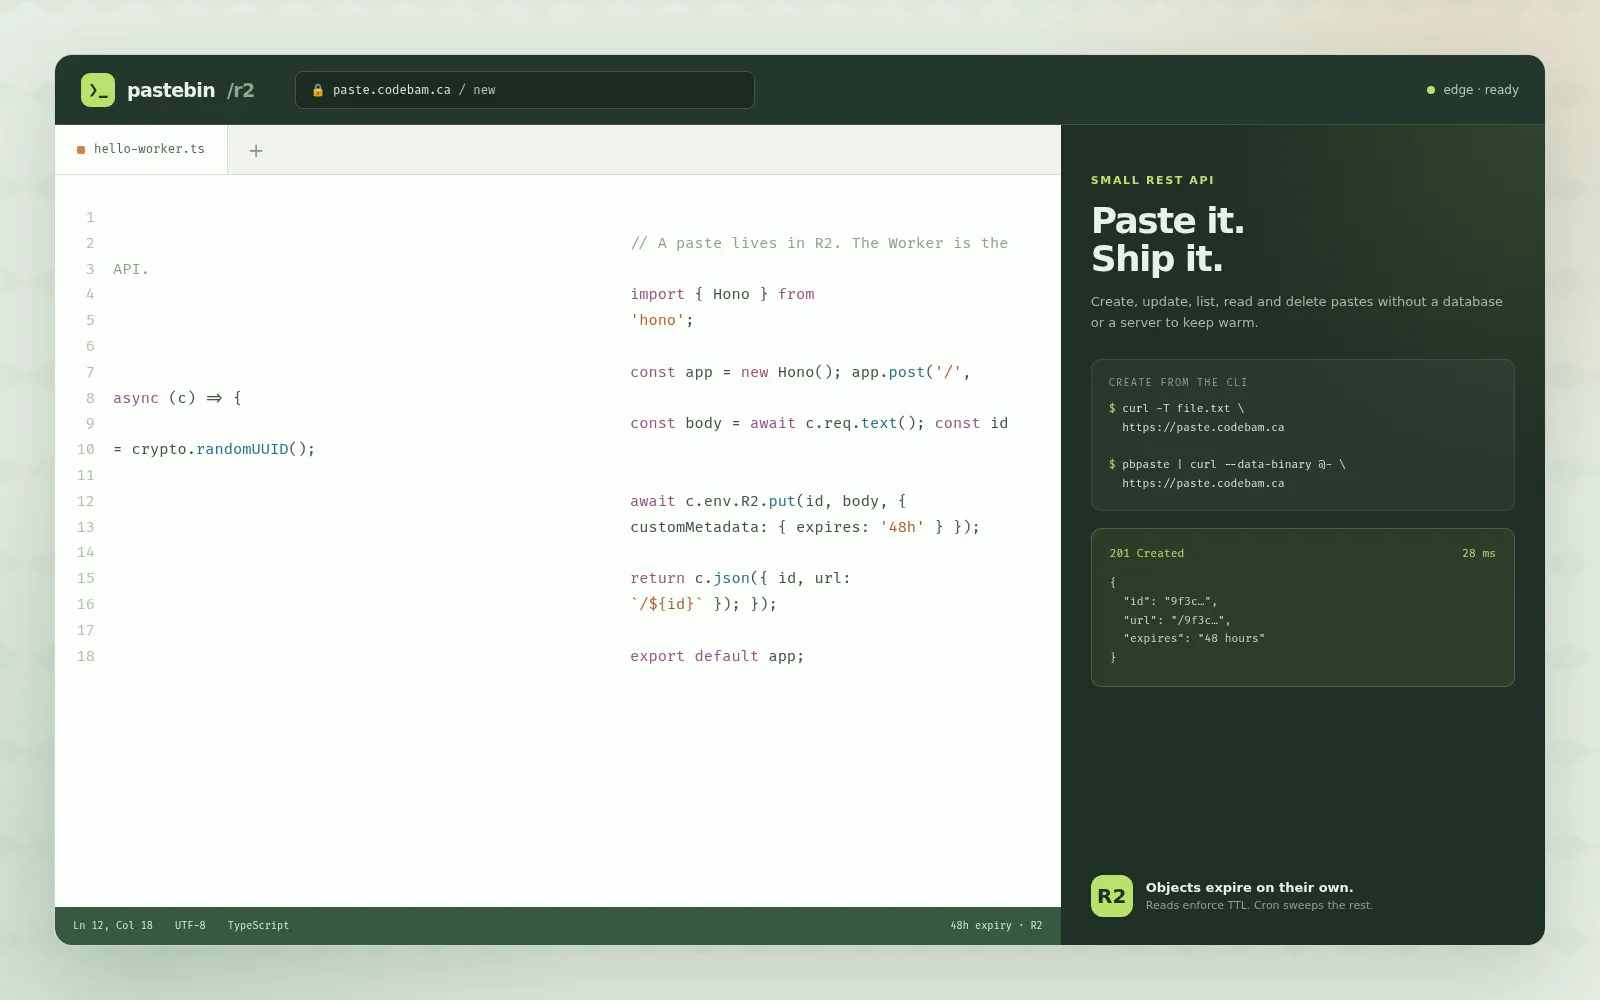 ❯_ pastebin /r2
🔒 paste.codebam.ca / new
edge · ready
hello-worker.ts
+
1
2 // A paste lives in R2. The Worker is the
3 API.
4 import { Hono } from
5 'hono';
6
7 const app = new Hono(); app.post('/',
8 async (c) => {
9 const body = await c.req.text(); const id
10 = crypto.randomUUID();
11
12 await c.env.R2.put(id, body, {
13 customMetadata: { expires: '48h' } });
14
15 return c.json({ id, url:
16 `/${id}` }); });
17
18 export default app;
Ln 12, Col 18 UTF-8 TypeScript
48h expiry · R2
SMALL REST API
Paste it.
Ship it.
Create, update, list, read and delete pastes without a database
or a server to keep warm.
CREATE FROM THE CLI
$ curl -T file.txt \
https://paste.codebam.ca
$ pbpaste | curl --data-binary @- \
https://paste.codebam.ca
201 Created 28 ms
{
"id": "9f3c…",
"url": "/9f3c…",
"expires": "48 hours"
}
R2
Objects expire on their own.
Reads enforce TTL. Cron sweeps the rest.